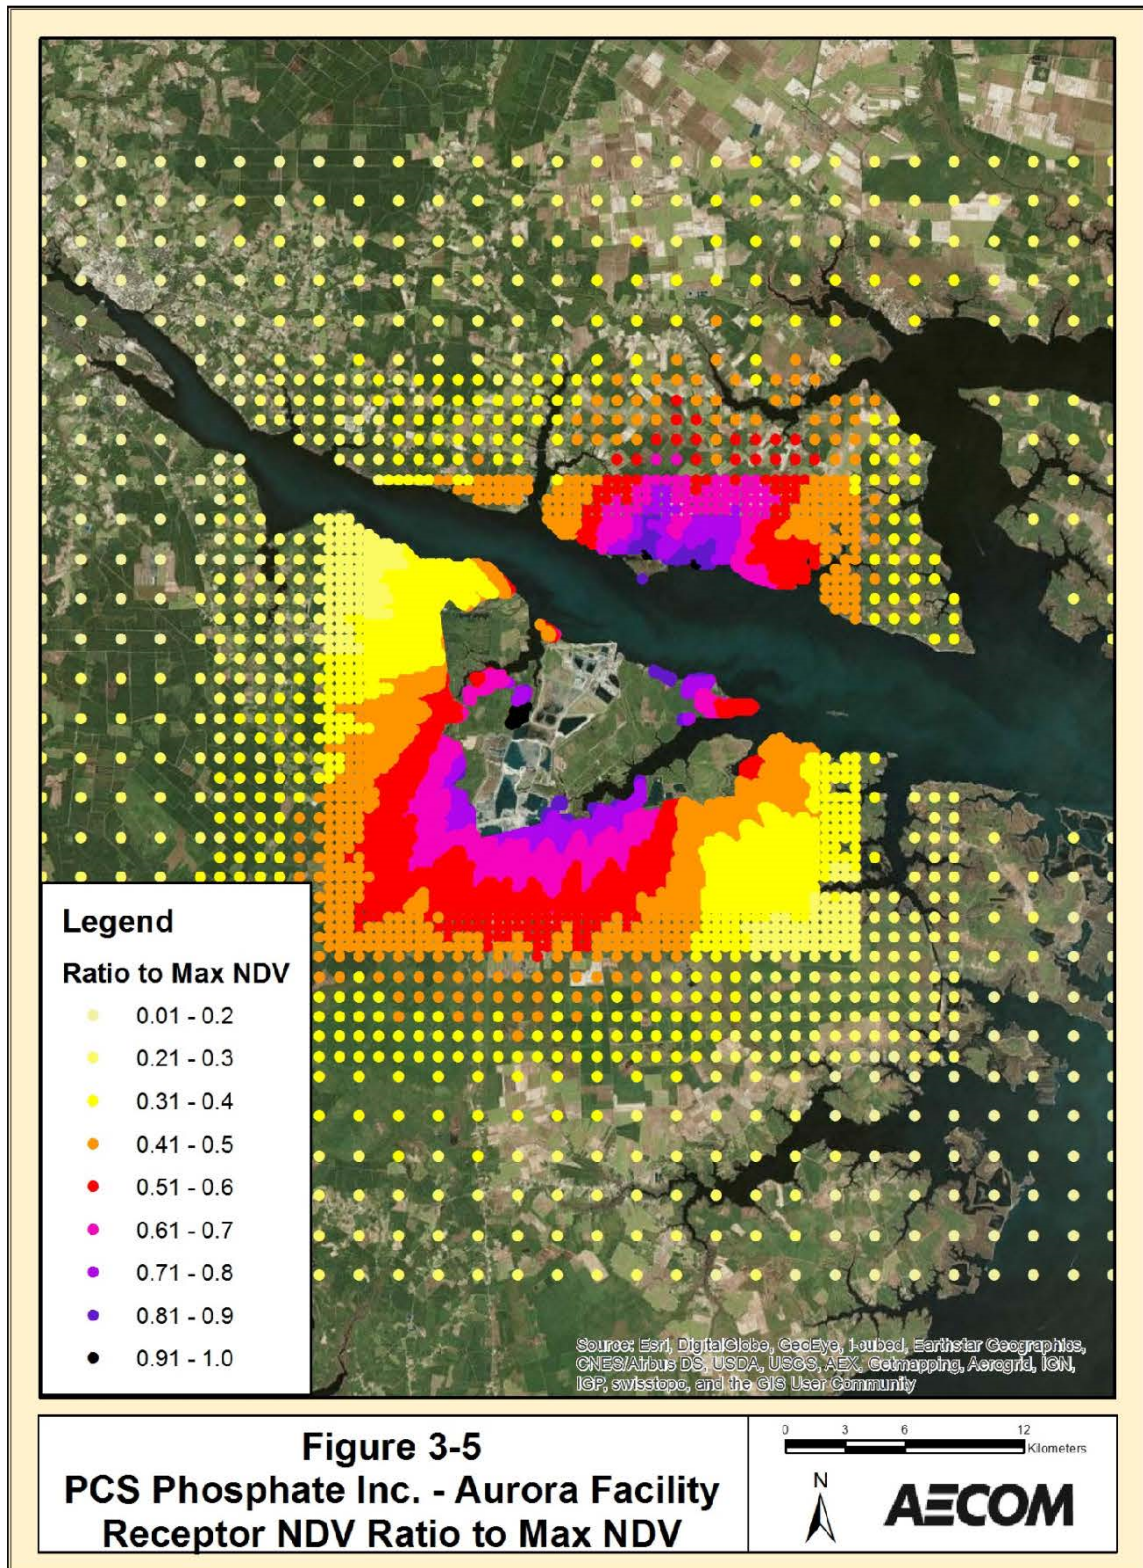 Legend
Ratio to Max NDV
0.01 - 0.2
0.21 - 0.3
0.31 - 0.4
0.41 - 0.5
0.51 - 0.6
0.61 - 0.7
0.71 - 0.8
0.81 - 0.9
0.91 - 1.0
Source: Esri, DigitalGlobe, GeoEye, i-cubed, Earthstar Geographics,
CNES/Airbus DS, USDA, USGS, AEX, Getmapping, Aerogrid, IGN,
IGP, swisstopo, and the GIS User Community
Figure 3-5
PCS Phosphate Inc. - Aurora Facility
Receptor NDV Ratio to Max NDV
0 3 6 12
Kilometers
N
AECOM